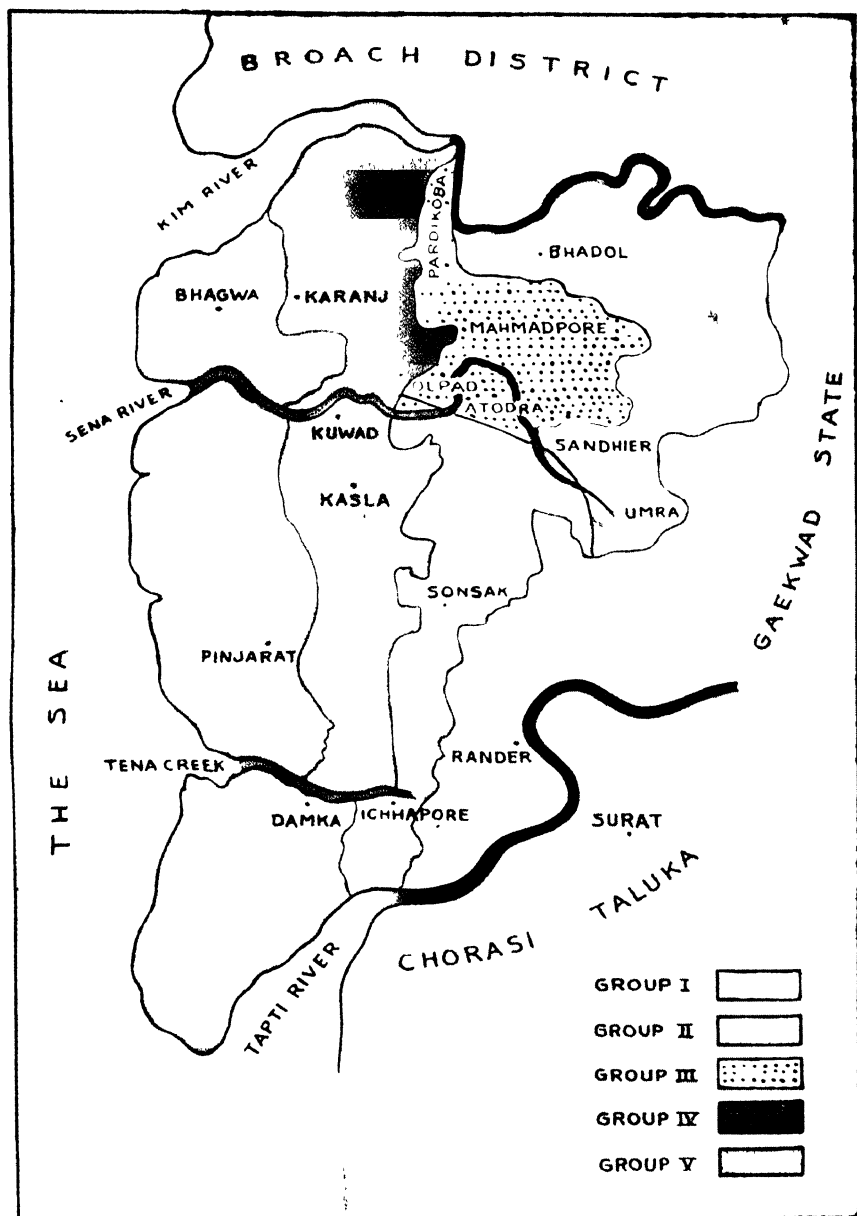 BROACH DISTRICT
KIM RIVER
PARDIKOBA
BHADOL
BHAGWA
KARANJ
MAHMADPORE
OLPAD
ATODRA
SENA RIVER
KUWAD
SANDHIER
KASLA
UMRA
GAEKWAD STATE
SONSAK
PINJARAT
THE SEA
TENA CREEK
RANDER
DAMKA
ICHHAPORE
SURAT
CHORASI TALUKA
TAPTI RIVER
GROUP I
GROUP II
GROUP III
GROUP IV
GROUP V